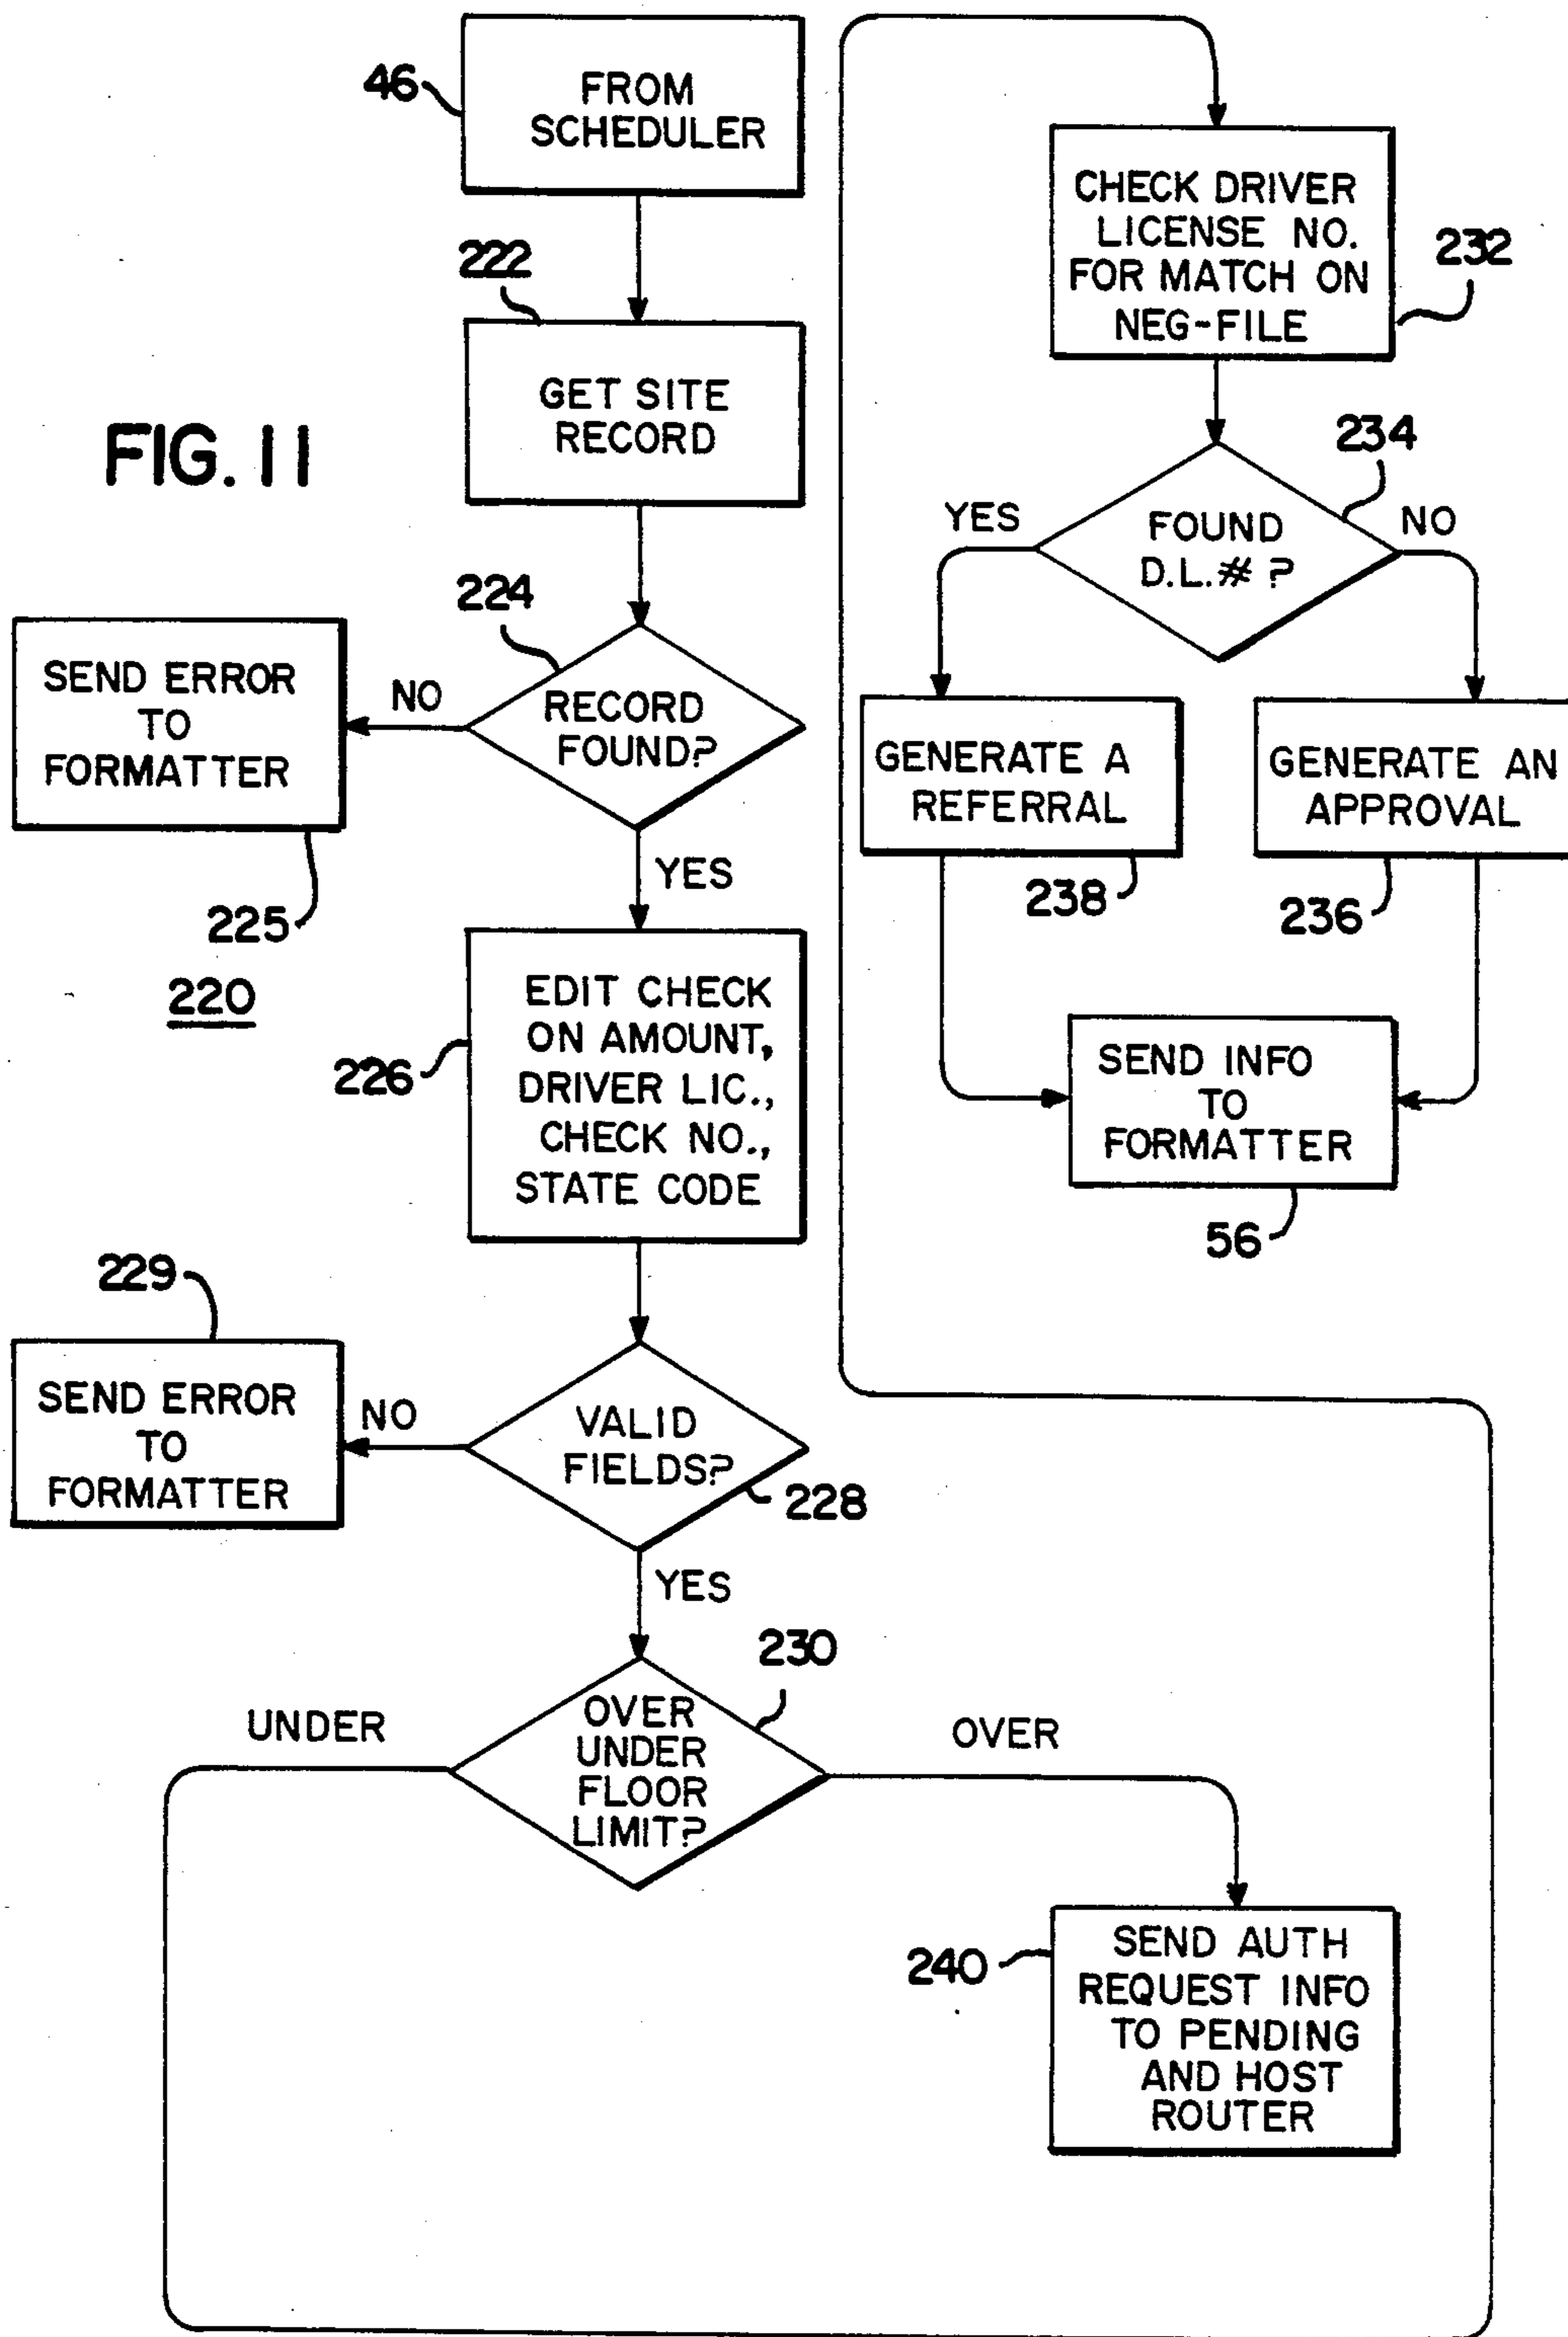 46
FROM
SCHEDULER
222
GET SITE
RECORD
FIG. 11
224
RECORD
FOUND?
NO
SEND ERROR
TO
FORMATTER
225
220
YES
EDIT CHECK
ON AMOUNT,
DRIVER LIC.,
CHECK NO.,
STATE CODE
226
VALID
FIELDS?
228
NO
229
SEND ERROR
TO
FORMATTER
YES
230
OVER
UNDER
FLOOR
LIMIT?
UNDER
OVER
240
SEND AUTH
REQUEST INFO
TO PENDING
AND HOST
ROUTER
CHECK DRIVER
LICENSE NO.
FOR MATCH ON
NEG-FILE
232
234
FOUND
D.L.# ?
YES
NO
GENERATE A
REFERRAL
238
GENERATE AN
APPROVAL
236
SEND INFO
TO
FORMATTER
56